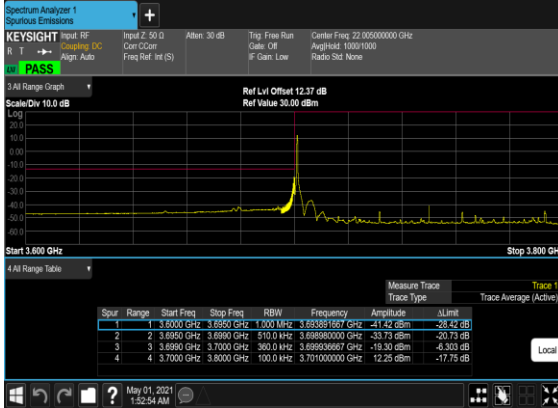 Spectrum Analyzer 1
Spurious Emissions
+
KEYSIGHT Input: RF Input Z: 50 Ω Atten: 30 dB Trig: Free Run Center Freq: 22.005000000 GHz
R T Coupling: DC Corr CCorr Gate: Off Avg|Hold: 1000/1000
Align: Auto Freq Ref: Int (S) IF Gain: Low Radio Std: None
PASS
3 All Range Graph
Ref Lvl Offset 12.37 dB
Scale/Div 10.0 dB Ref Value 30.00 dBm
Log
20.0
10.0
0.00
-10.0
-20.0
-30.0
-40.0
-50.0
-60.0
Start 3.600 GHz Stop 3.800 GH
4 All Range Table
Measure Trace Trace 1
Trace Type Trace Average (Active)
Spur Range Start Freq Stop Freq RBW Frequency Amplitude ΔLimit
1 1 3.6000 GHz 3.6950 GHz 1.000 MHz 3.693891667 GHz -41.42 dBm -28.42 dB
2 2 3.6950 GHz 3.6990 GHz 510.0 kHz 3.698980000 GHz -33.73 dBm -20.73 dB
3 3 3.6990 GHz 3.7000 GHz 360.0 kHz 3.699936667 GHz -19.30 dBm -6.303 dB
4 4 3.7000 GHz 3.8000 GHz 100.0 kHz 3.701000000 GHz 12.25 dBm -17.75 dB
Local
? May 01, 2021
1:52:54 AM